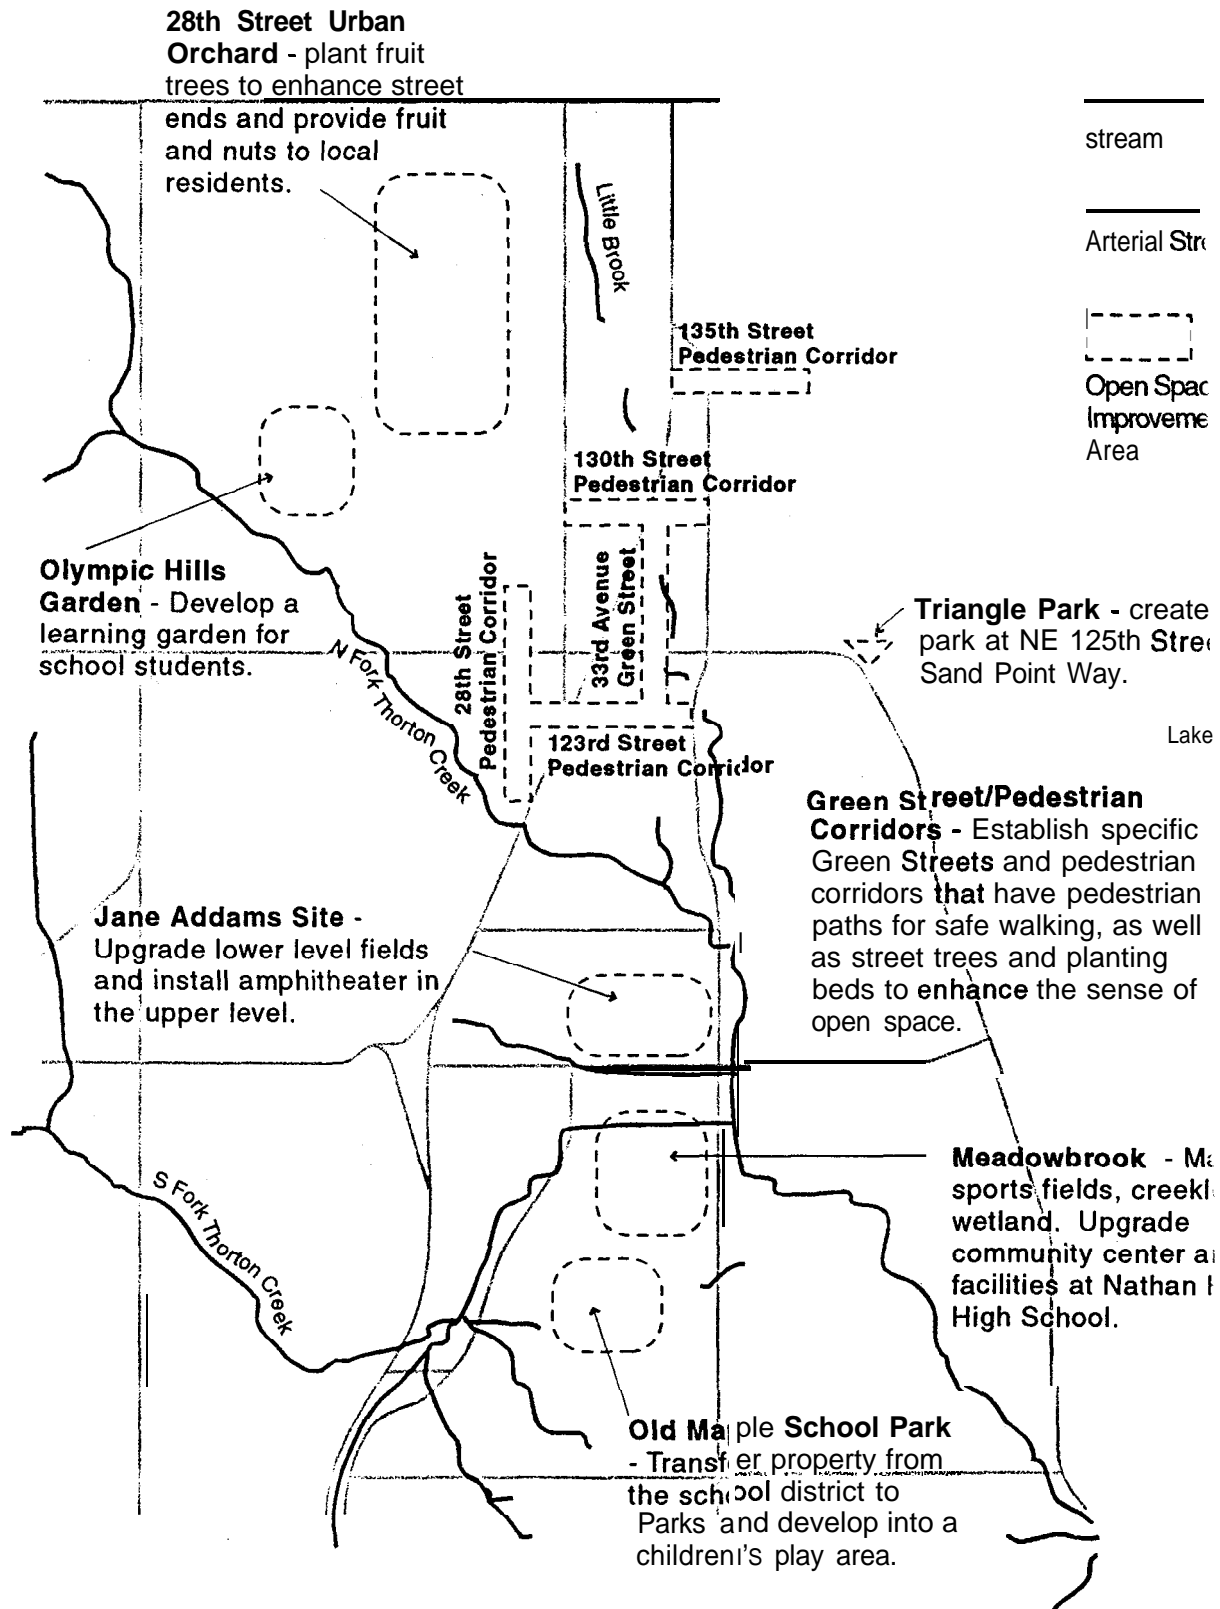 28th Street Urban
Orchard - plant fruit
trees to enhance street
ends and provide fruit
and nuts to local
residents.
stream
Arterial
Little Brook
135th Street
Pedestrian Corridor
Open
Area
130th Street
Pedestrian Corridor
Olympic Hills
Garden - Develop a
learning garden for
school students.
28th Street
Pedestrian Corridor
33rd Avenue
Green Street
Triangle Park - create
park at NE 125th
Sand Point Way.
N Fork Thorton Creek
123rd Street
Pedestrian Corridor
Lake
Green Street/Pedestrian
Corridors - Establish specific
Green Streets and pedestrian
corridors that have pedestrian
paths for safe walking, as well
as street trees and planting
beds to enhance the sense of
open space.
Jane Addams Site -
Upgrade lower level fields
and install amphitheater in
the upper level.
Meadowbrook -
sports fields,
wetland. Upgrade
community center
facilities at Nathan
High School.
S Fork Thorton Creek
Old Maple School Park
- Transfer property from
the school district to
Parks and develop into a
children's play area.